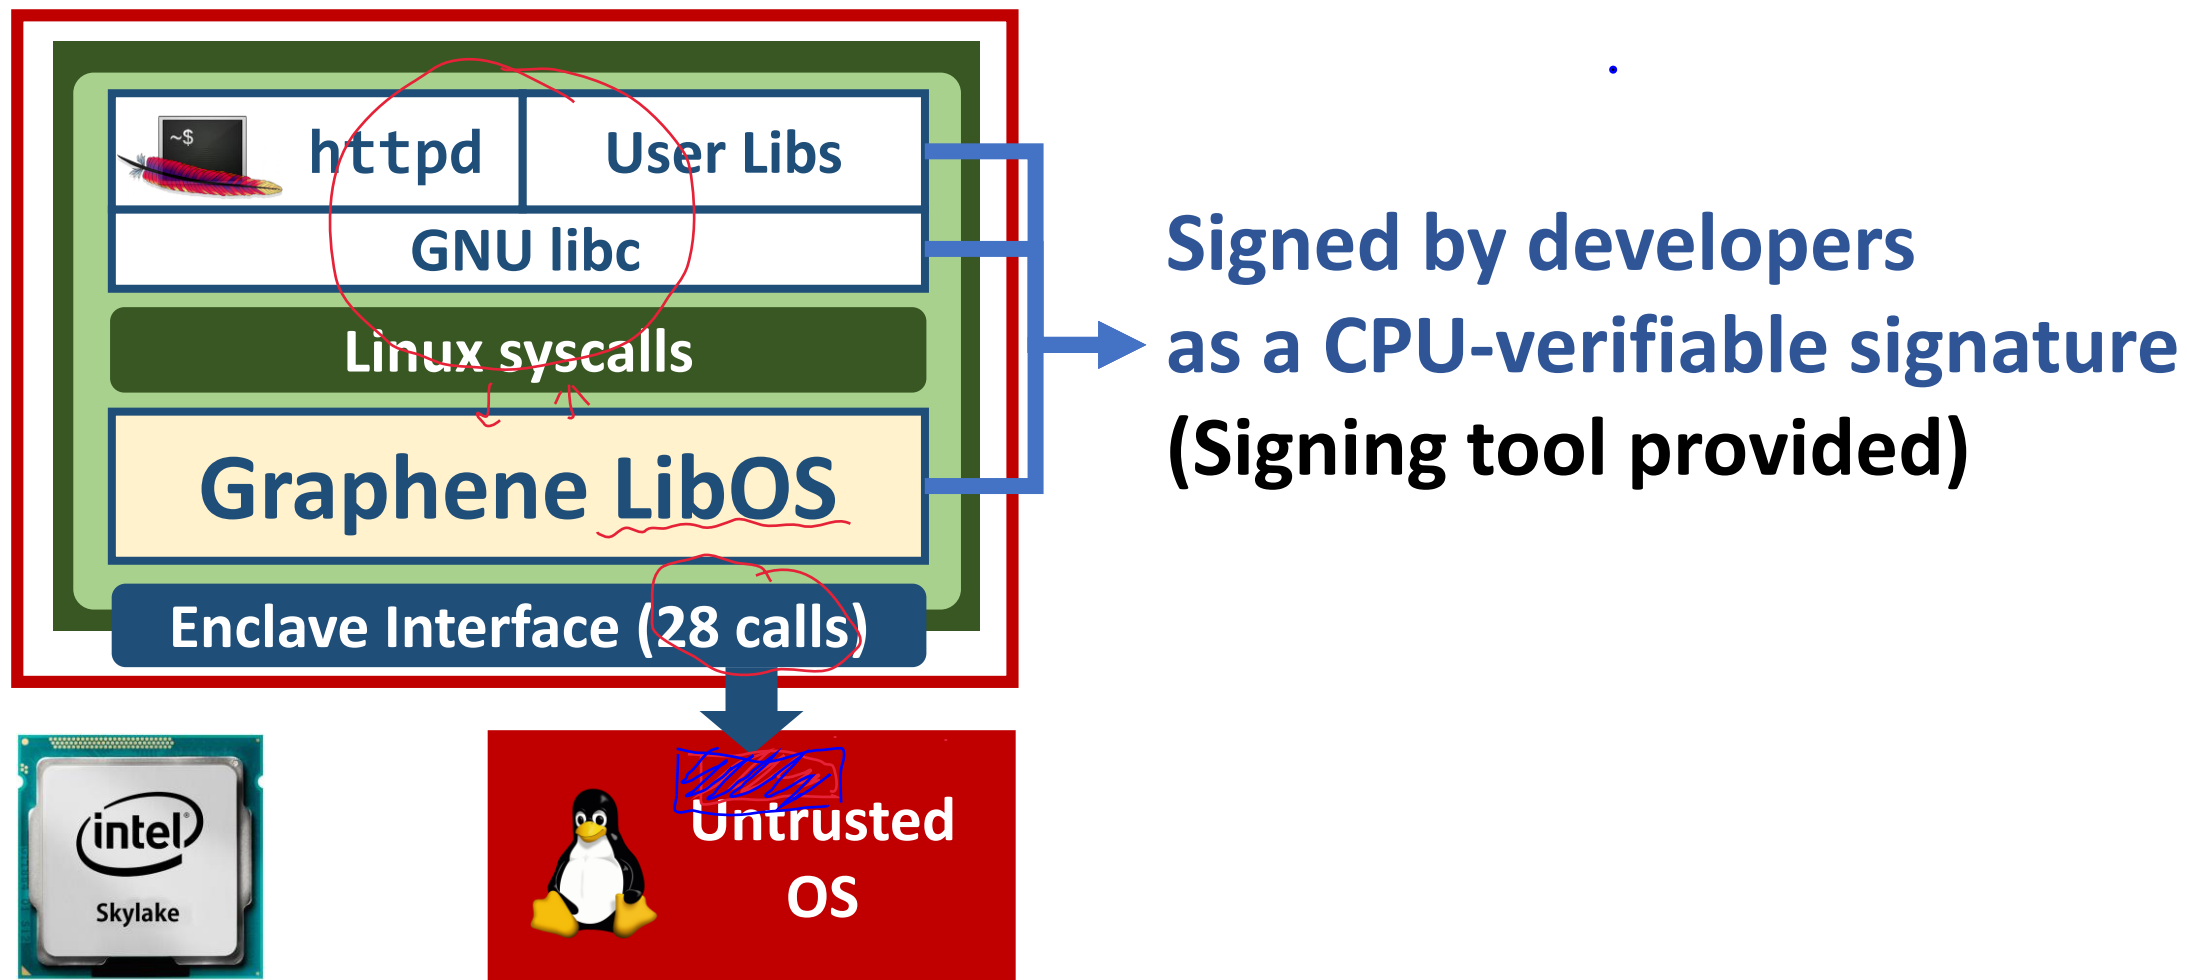 ~$
httpd
User Libs
GNU libc
Linux syscalls
Graphene LibOS
Enclave Interface (28 calls)
Signed by developers
as a CPU-verifiable signature
(Signing tool provided)
intel®
Skylake
Untrusted
OS